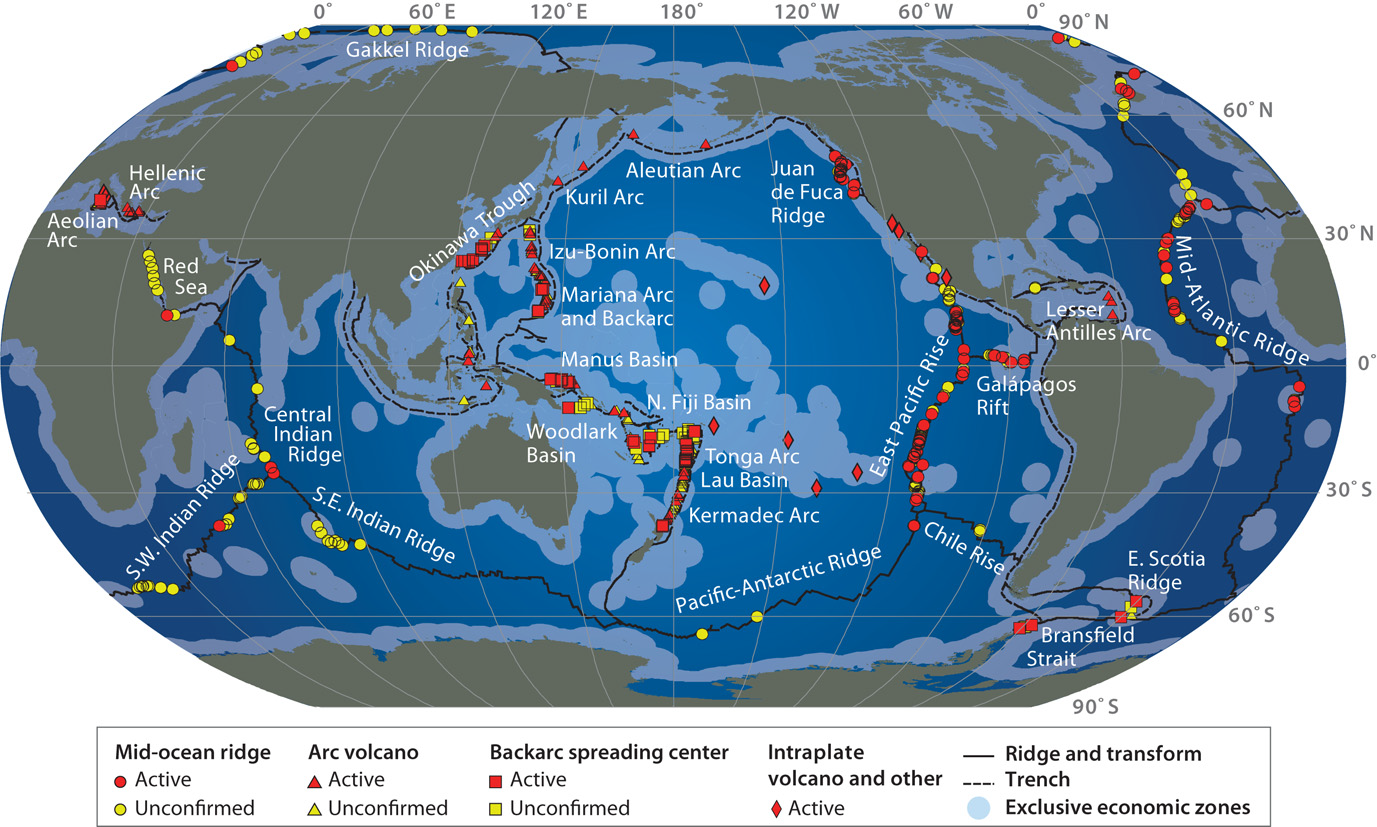 0° 60°E 120°E 180° 120°W 60°W 0° 90°N
Gakkel Ridge
60°N
Hellenic
Arc
Aeolian
Arc
Aleutian Arc
Juan
de Fuca
Ridge
Kuril Arc
Okinawa Trough
30°N
Izu-Bonin Arc
Red
Sea
Mariana Arc
and Backarc
Mid-Atlantic Ridge
Lesser
Antilles Arc
Manus Basin
0°
East Pacific Rise
Galápagos
Rift
N. Fiji Basin
Central
Indian
Ridge
Woodlark
Basin
Tonga Arc
Lau Basin
30°S
S.W. Indian Ridge
S.E. Indian Ridge
Kermadec Arc
Chile Rise
Pacific-Antarctic Ridge
E. Scotia
Ridge
60°S
Bransfield
Strait
90°S
Mid-ocean ridge
Active
Unconfirmed
Arc volcano
Active
Unconfirmed
Backarc spreading center
Active
Unconfirmed
Intraplate
volcano and other
Active
Ridge and transform
Trench
Exclusive economic zones